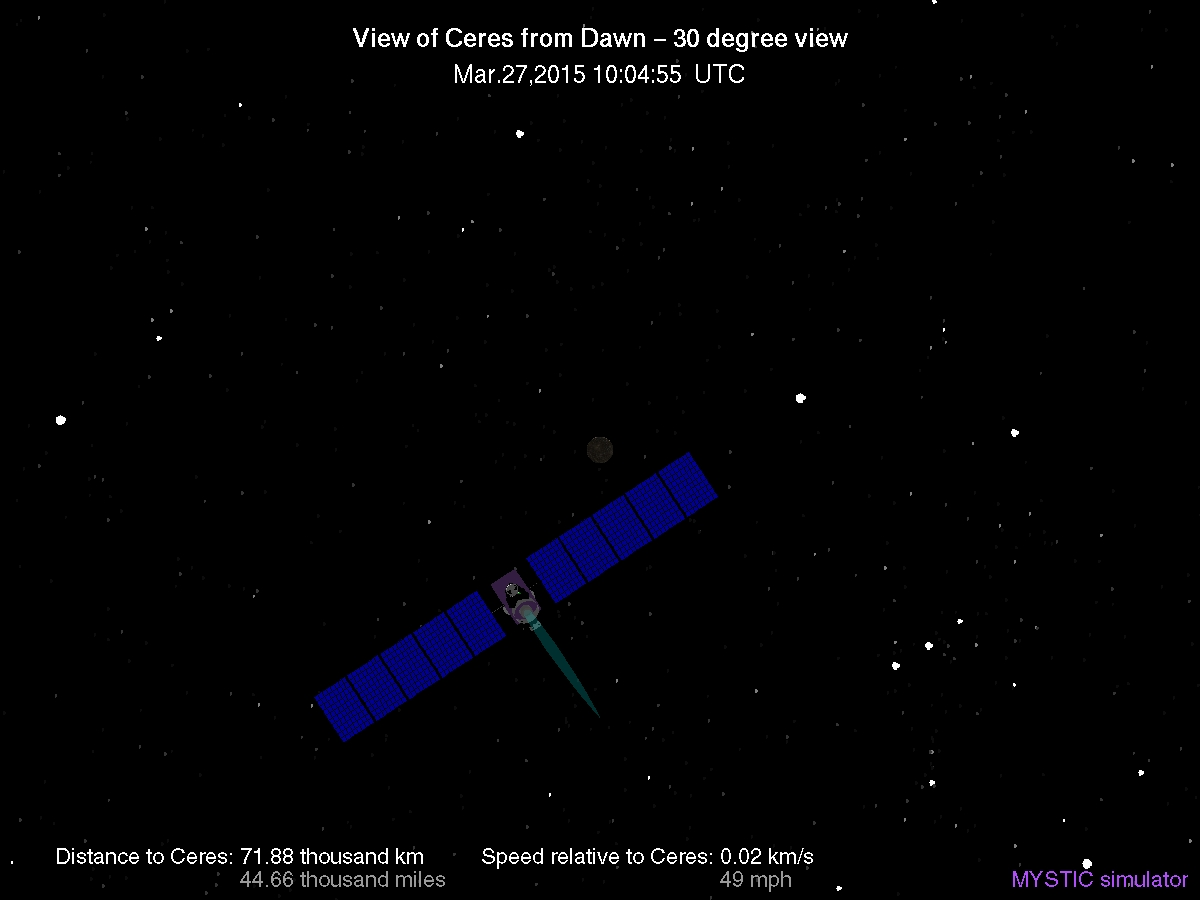 View of Ceres from Dawn – 30 degree view
Mar.27,2015 10:04:55 UTC
Distance to Ceres: 71.88 thousand km Speed relative to Ceres: 0.02 km/s
44.66 thousand miles 49 mph
MYSTIC simulator